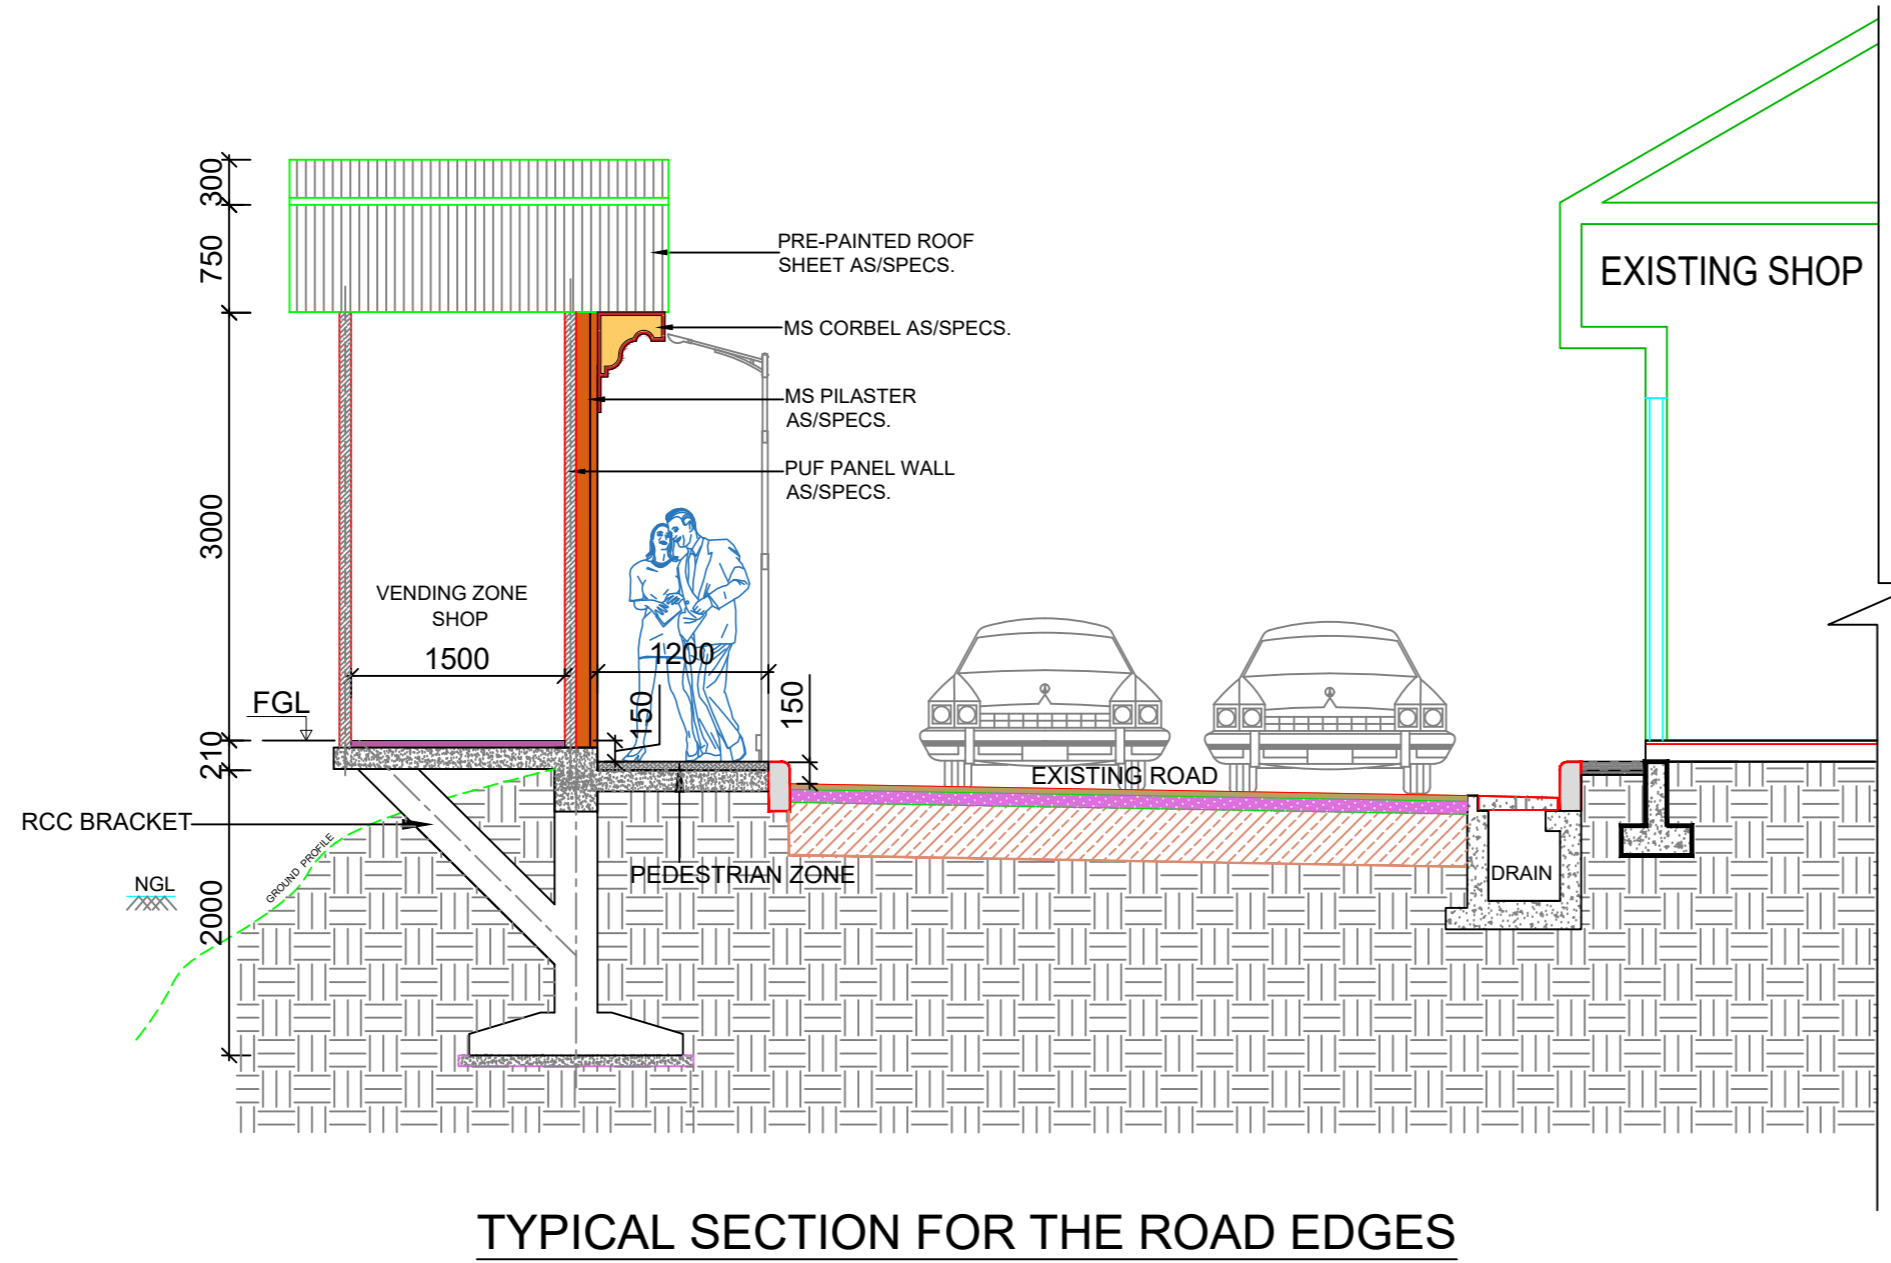 300
750
PRE-PAINTED ROOF
SHEET AS/SPECS.
EXISTING SHOP
MS CORBEL AS/SPECS.
MS PILASTER
AS/SPECS.
PUF PANEL WALL
AS/SPECS.
3000
VENDING ZONE
SHOP
1500
1200
FGL
150
150
210
EXISTING ROAD
RCC BRACKET
GROUND PROFILE
PEDESTRIAN ZONE
DRAIN
NGL
2000
TYPICAL SECTION FOR THE ROAD EDGES